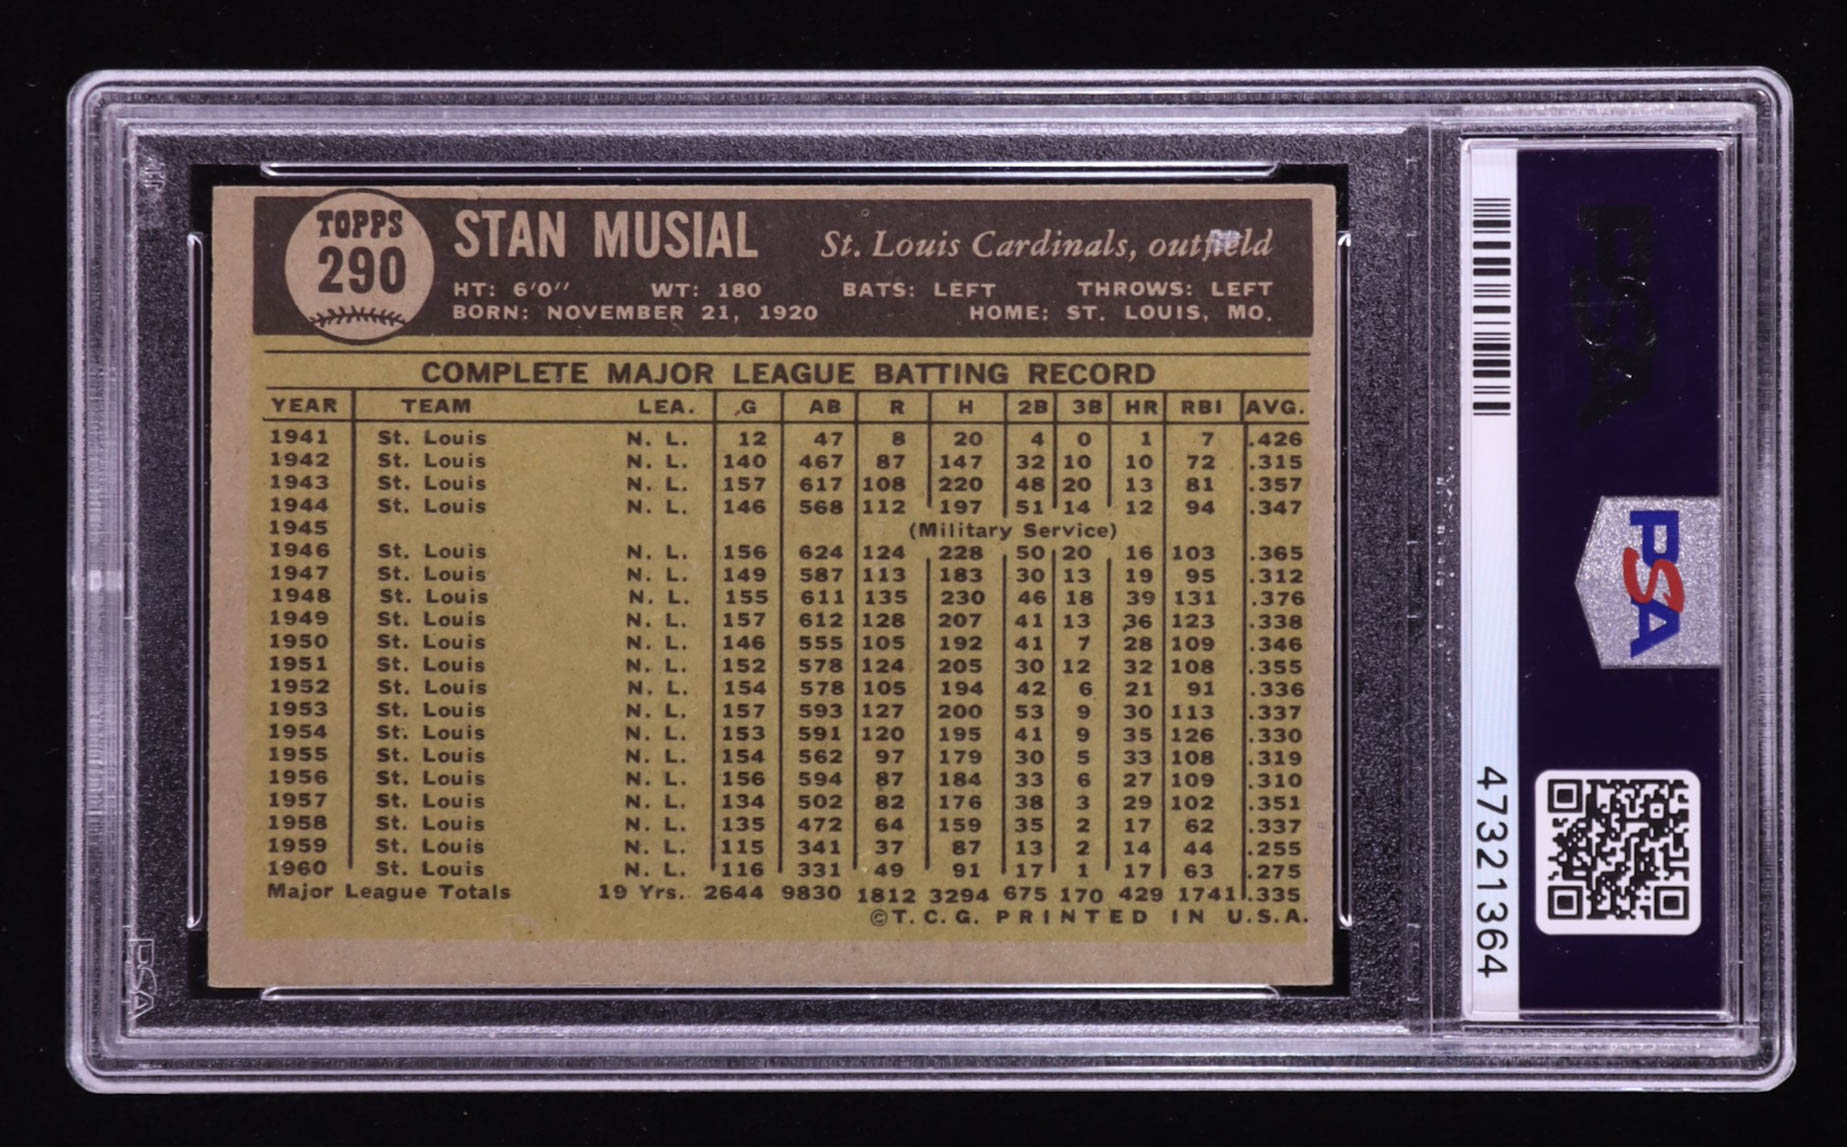 TOPPS
290
STAN MUSIAL
St. Louis Cardinals, outfield
HT: 6'0" WT: 180 BATS: LEFT THROWS: LEFT
BORN: NOVEMBER 21, 1920 HOME: ST. LOUIS, MO.
COMPLETE MAJOR LEAGUE BATTING RECORD
YEAR TEAM LEA. G AB R H 2B 3B HR RBI AVG.
1941 St. Louis N. L. 12 47 8 20 4 0 1 7 .426
1942 St. Louis N. L. 140 467 87 147 32 10 10 72 .315
1943 St. Louis N. L. 157 617 108 220 48 20 13 81 .357
1944 St. Louis N. L. 146 568 112 197 51 14 12 94 .347
1945 (Military Service)
1946 St. Louis N. L. 156 624 124 228 50 20 16 103 .365
1947 St. Louis N. L. 149 587 113 183 30 13 19 95 .312
1948 St. Louis N. L. 155 611 135 230 46 18 39 131 .376
1949 St. Louis N. L. 157 612 128 207 41 13 36 123 .338
1950 St. Louis N. L. 146 555 105 192 41 7 28 109 .346
1951 St. Louis N. L. 152 578 124 205 30 12 32 108 .355
1952 St. Louis N. L. 154 578 105 194 42 6 21 91 .336
1953 St. Louis N. L. 157 593 127 200 53 9 30 113 .337
1954 St. Louis N. L. 153 591 120 195 41 9 35 126 .330
1955 St. Louis N. L. 154 562 97 179 30 5 33 108 .319
1956 St. Louis N. L. 156 594 87 184 33 6 27 109 .310
1957 St. Louis N. L. 134 502 82 176 38 3 29 102 .351
1958 St. Louis N. L. 135 472 64 159 35 2 17 62 .337
1959 St. Louis N. L. 115 341 37 87 13 2 14 44 .255
1960 St. Louis N. L. 116 331 49 91 17 1 17 63 .275
Major League Totals 19 Yrs. 2644 9830 1812 3294 675 170 429 1741 .335
©T.C.G. PRINTED IN U.S.A.
PSA
PSA
47321364
PSA